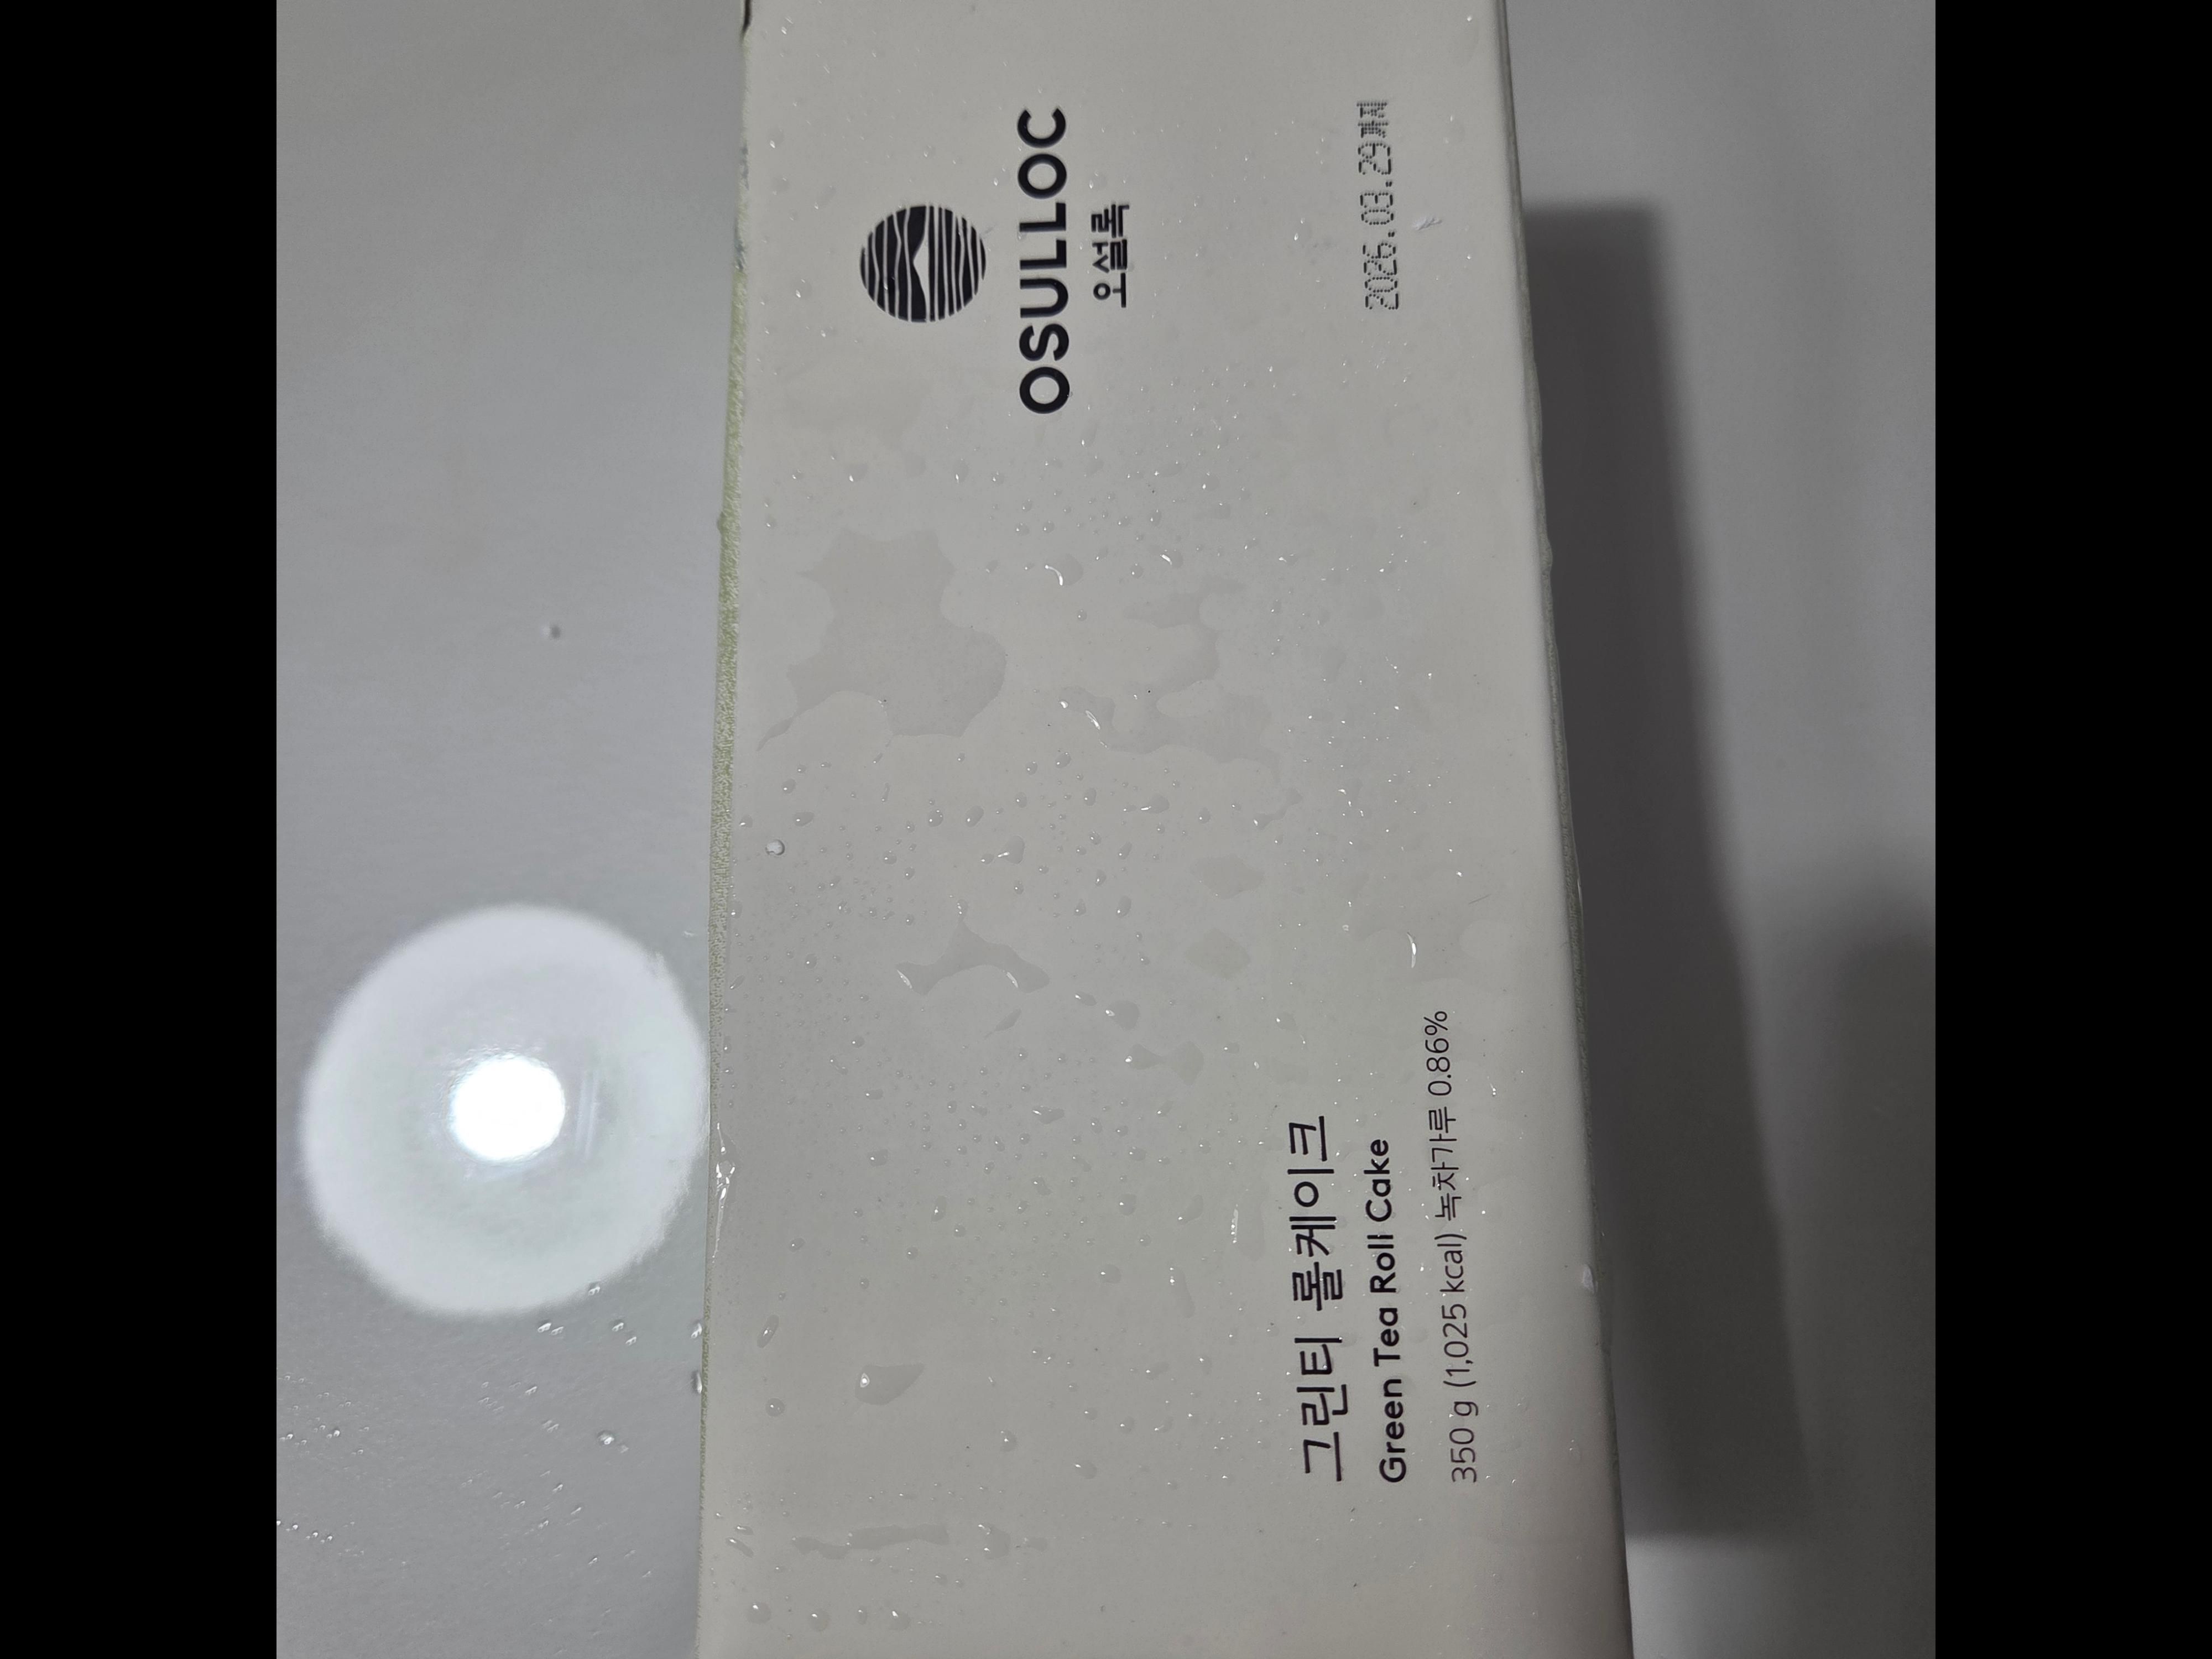 OSULLOC
오설록
2026.03.29까지
그린티 롤케이크
Green Tea Roll Cake
350 g (1,025 kcal) 녹차가루 0.86%